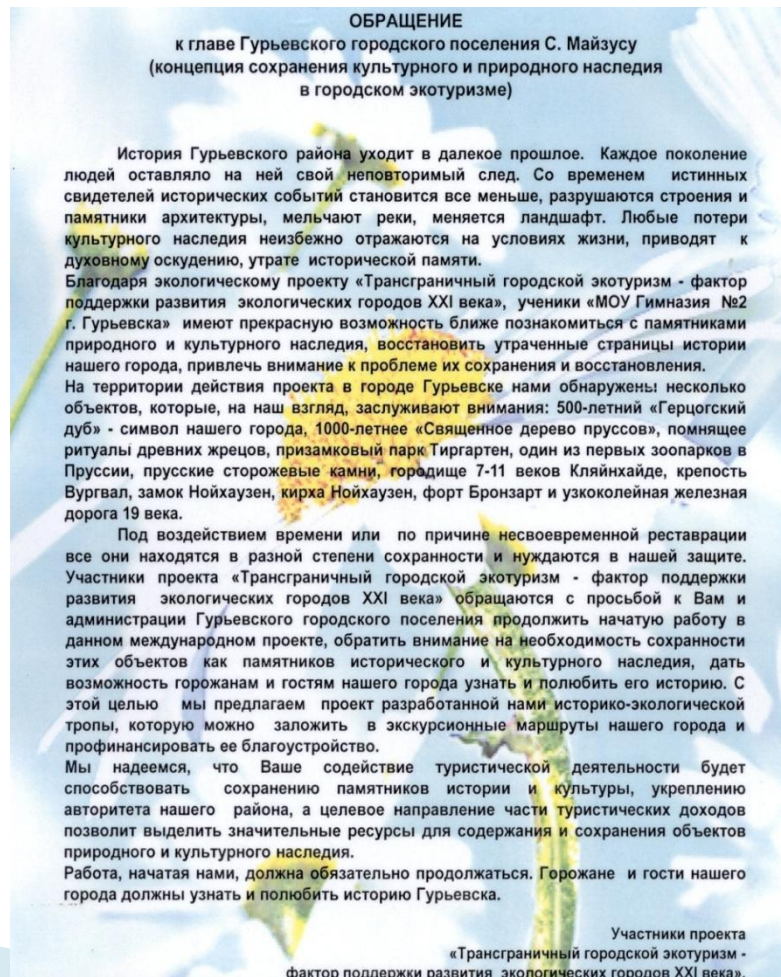 ОБРАЩЕНИЕ
к главе Гурьевского городского поселения С. Майзусу
(концепция сохранения культурного и природного наследия
в городском экотуризме)
История Гурьевского района уходит в далекое прошлое. Каждое поколение
людей оставляло на ней свой неповторимый след. Со временем истинных
свидетелей исторических событий становится все меньше, разрушаются строения и
памятники архитектуры, мельчают реки, меняется ландшафт. Любые потери
культурного наследия неизбежно отражаются на условиях жизни, приводят к
духовному оскудению, утрате исторической памяти.
Благодаря экологическому проекту «Трансграничный городской экотуризм - фактор
поддержки развития экологических городов XXI века», ученики «МОУ Гимназия №2
г. Гурьевска» имеют прекрасную возможность ближе познакомиться с памятниками
природного и культурного наследия, восстановить утраченные страницы истории
нашего города, привлечь внимание к проблеме их сохранения и восстановления.
На территории действия проекта в городе Гурьевске нами обнаружены несколько
объектов, которые, на наш взгляд, заслуживают внимания: 500-летний «Герцогский
дуб» - символ нашего города, 1000-летнее «Священное дерево пруссов», помнящее
ритуалы древних жрецов, призамковый парк Тиргартен, один из первых зоопарков в
Пруссии, прусские сторожевые камни, городище 7-11 веков Кляйнхайде, крепость
Вургвал, замок Нойхаузен, кирха Нойхаузен, форт Бронзарт и узкоколейная железная
дорога 19 века.
Под воздействием времени или по причине несвоевременной реставрации
все они находятся в разной степени сохранности и нуждаются в нашей защите.
Участники проекта «Трансграничный городской экотуризм - фактор поддержки
развития экологических городов XXI века» обращаются с просьбой к Вам и
администрации Гурьевского городского поселения продолжить начатую работу в
данном международном проекте, обратить внимание на необходимость сохранности
этих объектов как памятников исторического и культурного наследия, дать
возможность горожанам и гостям нашего города узнать и полюбить его историю. С
этой целью мы предлагаем проект разработанной нами историко-экологической
тропы, которую можно заложить в экскурсионные маршруты нашего города и
профинансировать ее благоустройство.
Мы надеемся, что Ваше содействие туристической деятельности будет
способствовать сохранению памятников истории и культуры, укреплению
авторитета нашего района, а целевое направление части туристических доходов
позволит выделить значительные ресурсы для содержания и сохранения объектов
природного и культурного наследия.
Работа, начатая нами, должна обязательно продолжаться. Горожане и гости нашего
города должны узнать и полюбить историю Гурьевска.
Участники проекта
«Трансграничный городской экотуризм -
фактор поддержки развития экологических городов XXI века».